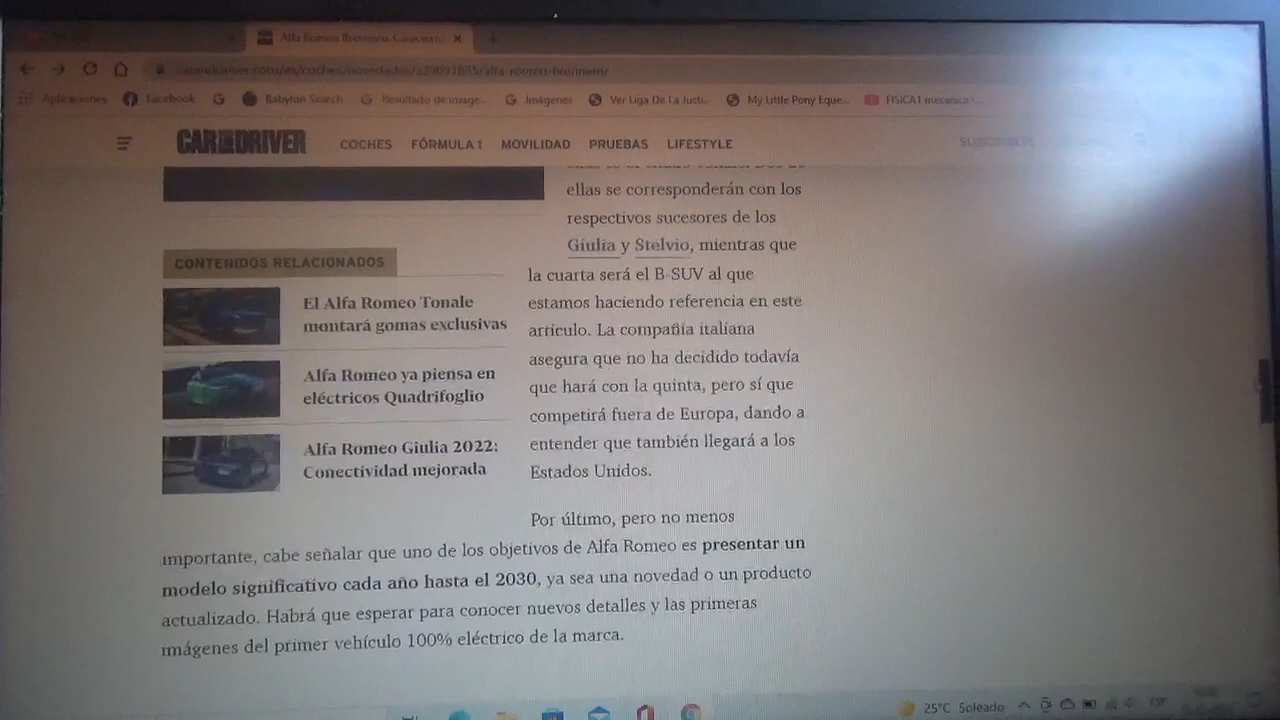 Alfa Romeo Brennero: Caracterís
Aplicaciones
Facebook
Babylon Search
Resultado de image...
Imágenes
Ver Liga De La Justi...
My Little Pony Eque...
FISICA1 mecanica
CAR AND DRIVER
COCHES
FÓRMULA 1
MOVILIDAD
PRUEBAS
LIFESTYLE
ellas se corresponderán con los
respectivos sucesores de los
Giulia y Stelvio, mientras que
la cuarta será el B-SUV al que
estamos haciendo referencia en este
artículo. La compañía italiana
asegura que no ha decidido todavía
que hará con la quinta, pero sí que
competirá fuera de Europa, dando a
entender que también llegará a los
Estados Unidos.
CONTENIDOS RELACIONADOS
El Alfa Romeo Tonale
montará gomas exclusivas
Alfa Romeo ya piensa en
eléctricos Quadrifoglio
Alfa Romeo Giulia 2022:
Conectividad mejorada
Por último, pero no menos
importante, cabe señalar que uno de los objetivos de Alfa Romeo es presentar un
modelo significativo cada año hasta el 2030, ya sea una novedad o un producto
actualizado. Habrá que esperar para conocer nuevos detalles y las primeras
imágenes del primer vehículo 100% eléctrico de la marca.
25°C Soleado
ESP